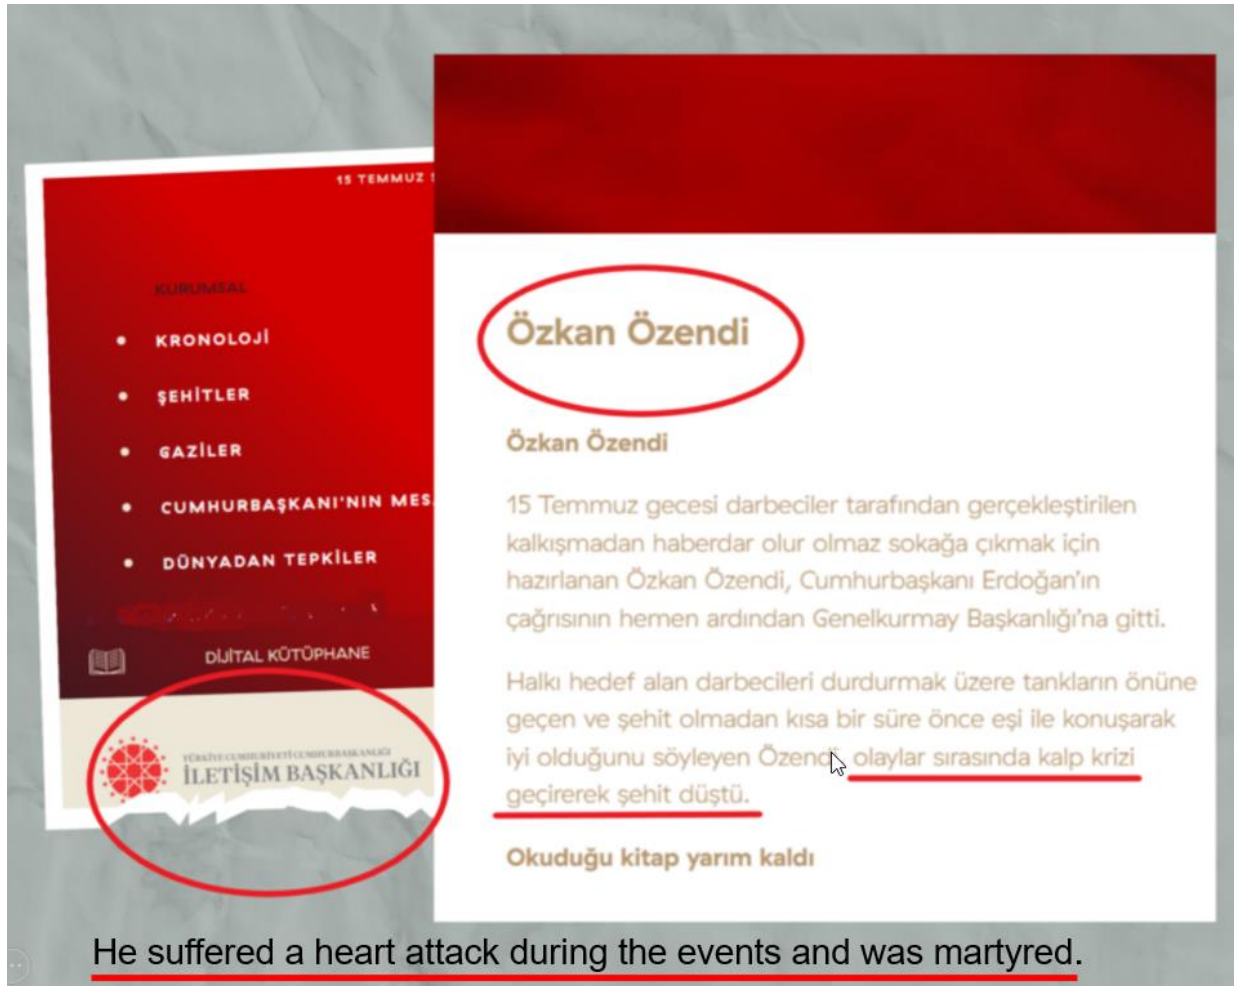 15 TEMMUZ
KURUMSAL
KRONOLOJİ
ŞEHİTLER
GAZİLER
CUMHURBAŞKANI'NIN MES
DÜNYADAN TEPKİLER
DİJİTAL KÜTÜPHANE
TÜRKİYE CUMHURİYETİ CUMHURBAŞKANLIĞI
İLETİŞİM BAŞKANLIĞI
Özkan Özendi
Özkan Özendi
15 Temmuz gecesi darbeciler tarafından gerçekleştirilen
kalkışmadan haberdar olur olmaz sokağa çıkmak için
hazırlanan Özkan Özendi, Cumhurbaşkanı Erdoğan'ın
çağrısının hemen ardından Genelkurmay Başkanlığı'na gitti.
Halkı hedef alan darbecileri durdurmak üzere tankların önüne
geçen ve şehit olmadan kısa bir süre önce eşi ile konuşarak
iyi olduğunu söyleyen Özendi, olaylar sırasında kalp krizi
geçirerek şehit düştü.
Okuduğu kitap yarım kaldı
He suffered a heart attack during the events and was martyred.